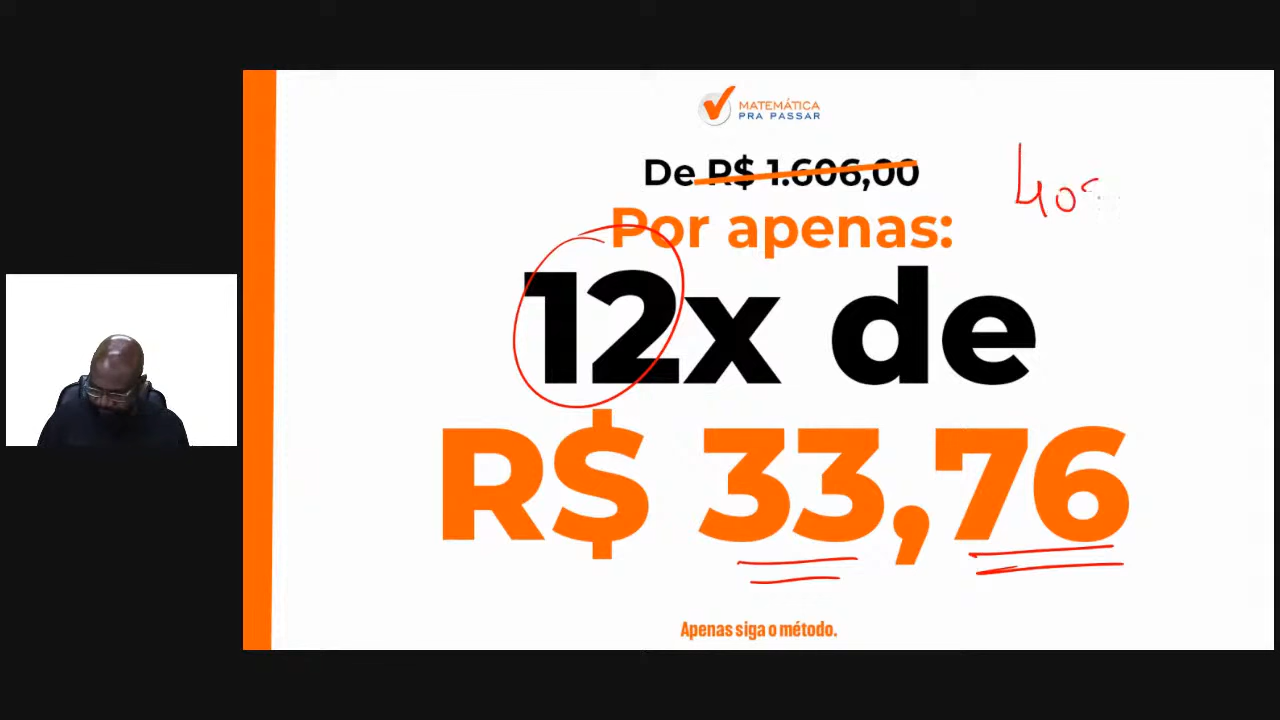 MATEMÁTICA
PRA PASSAR
De R$ 1.606,00
Por apenas:
12x de
R$ 33,76
Apenas siga o método.